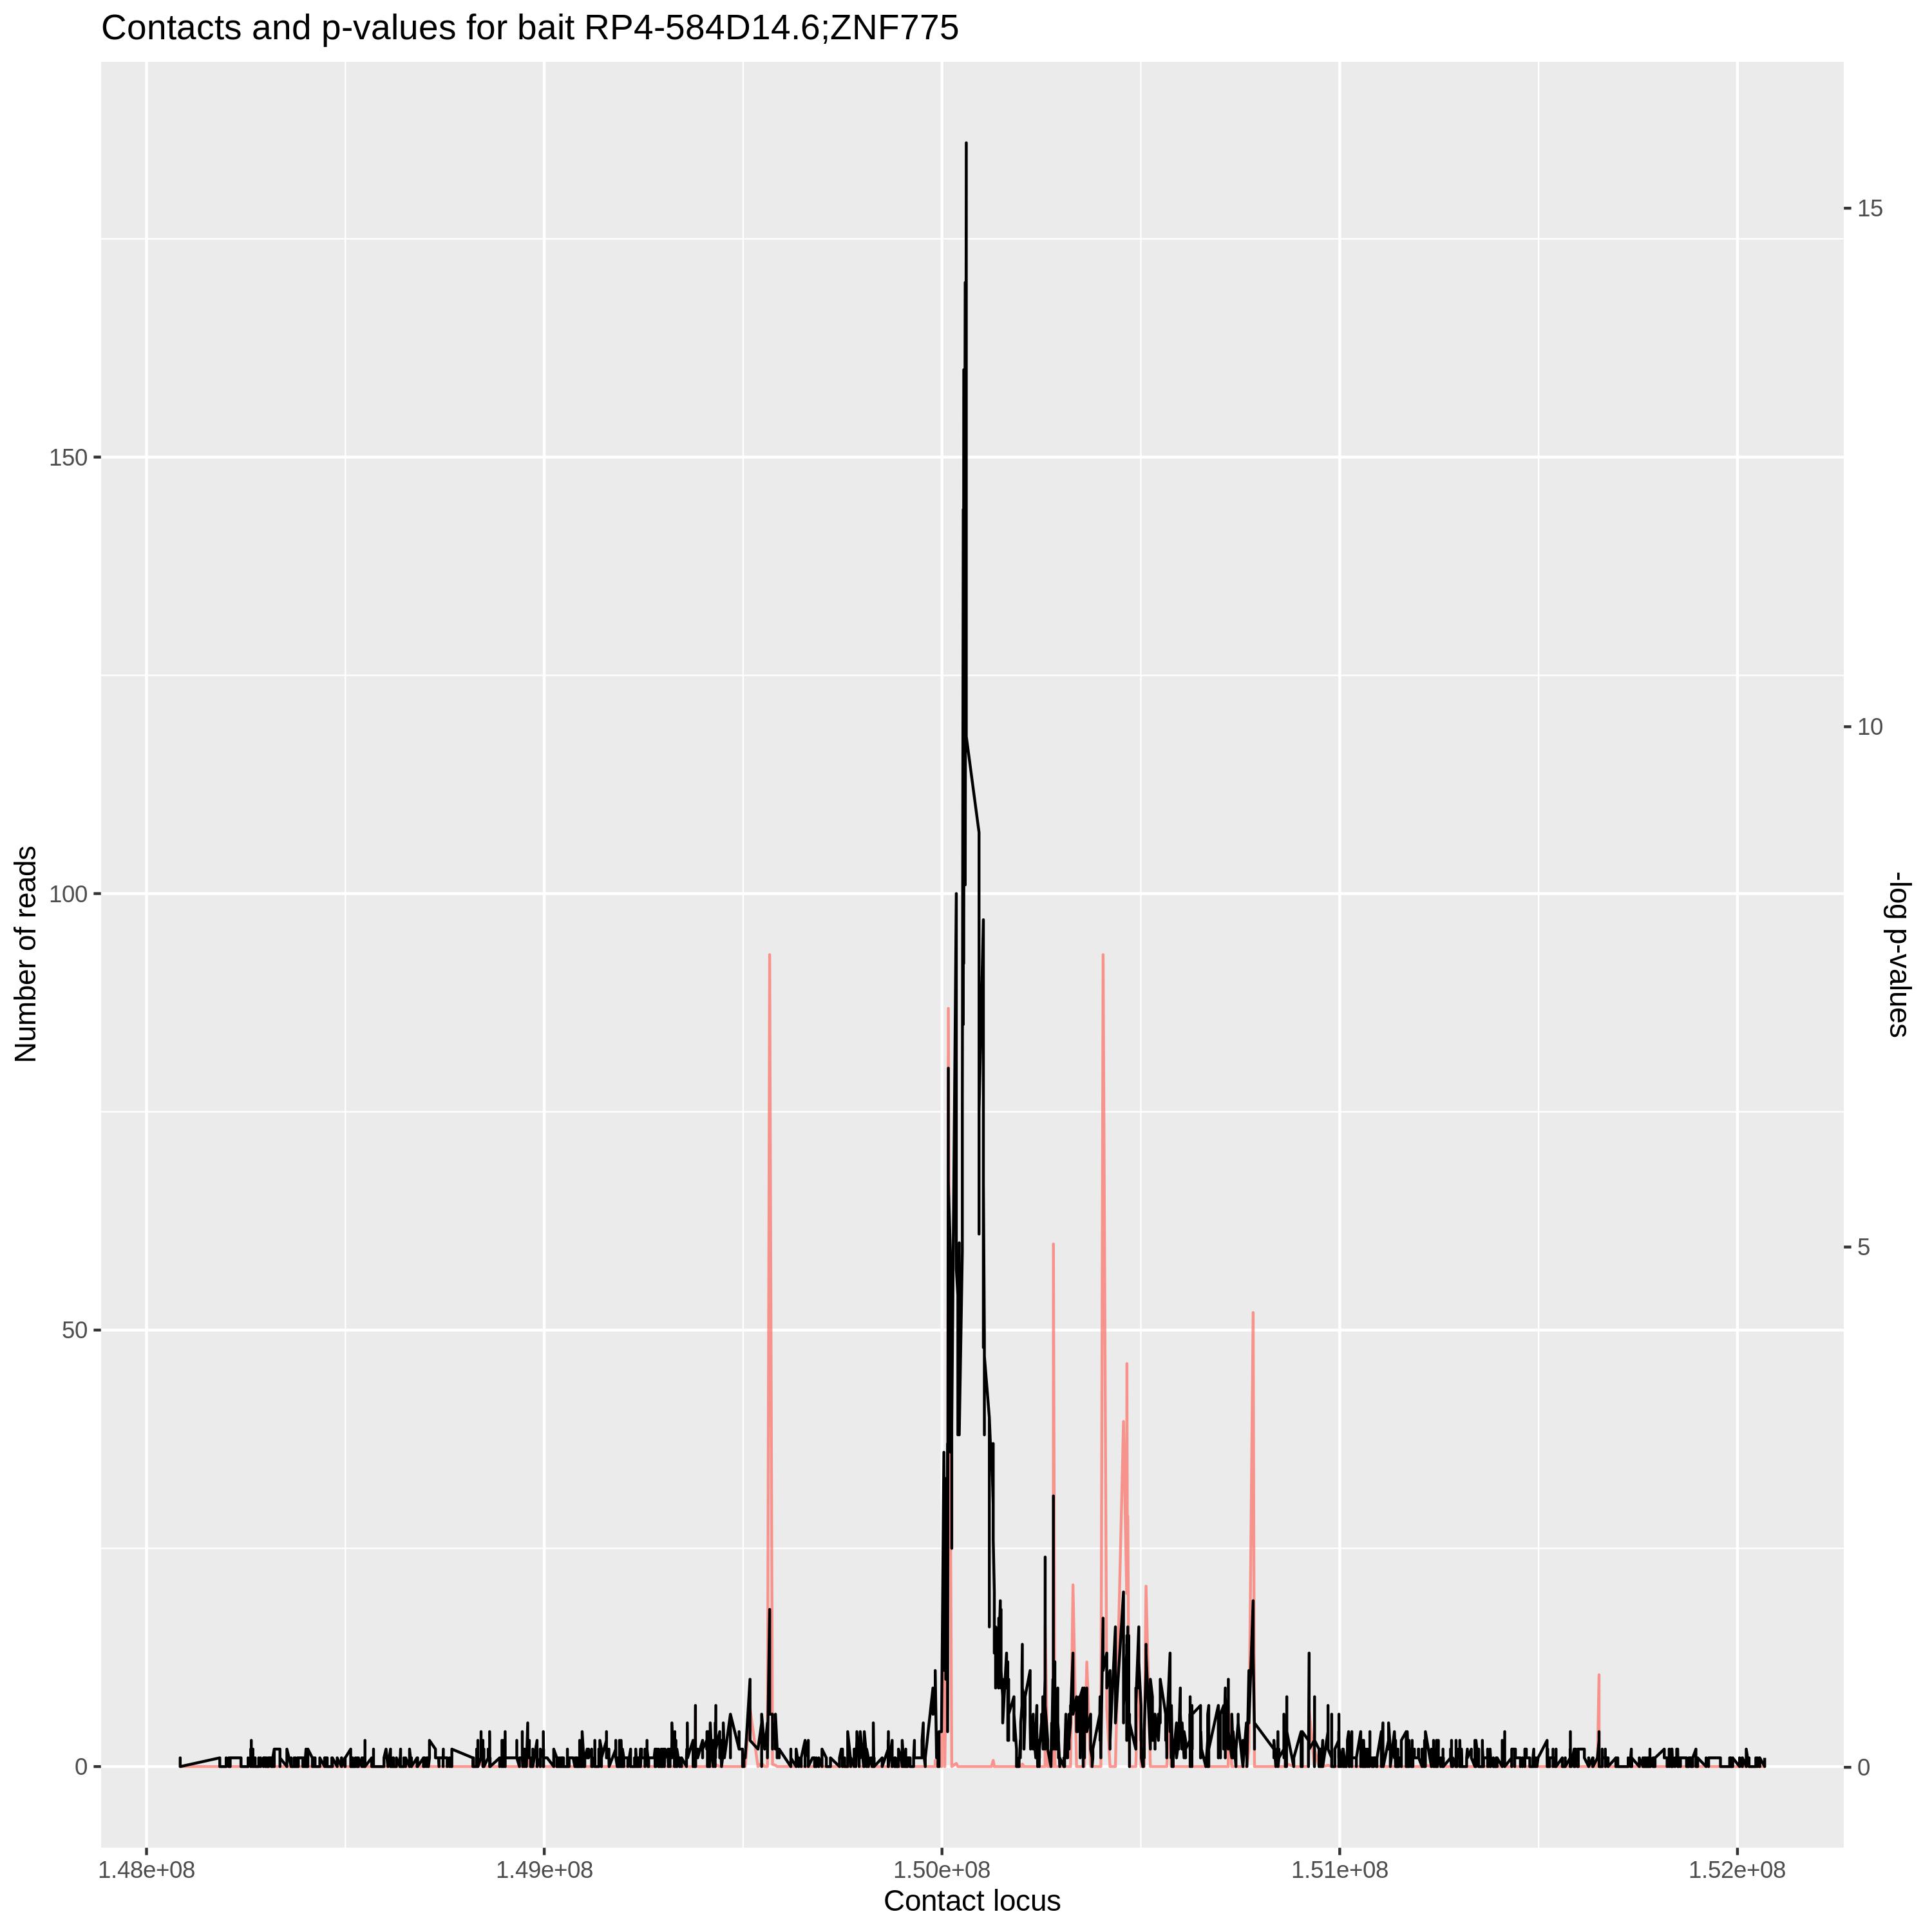 Contacts and p-values for bait RP4-584D14.6;ZNF775
Number of reads
150
100
50
0
15
10
5
0
-log p-values
1.48e+08
1.49e+08
1.50e+08
1.51e+08
1.52e+08
Contact locus